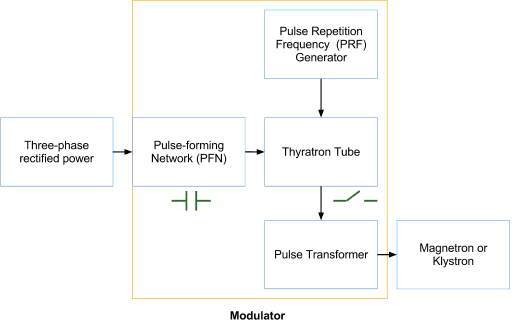 Pulse Repetition
Frequency (PRF)
Generator
Three-phase
rectified power
Pulse-forming
Network (PFN)
Thyratron Tube
Pulse Transformer
Magnetron or
Klystron
Modulator